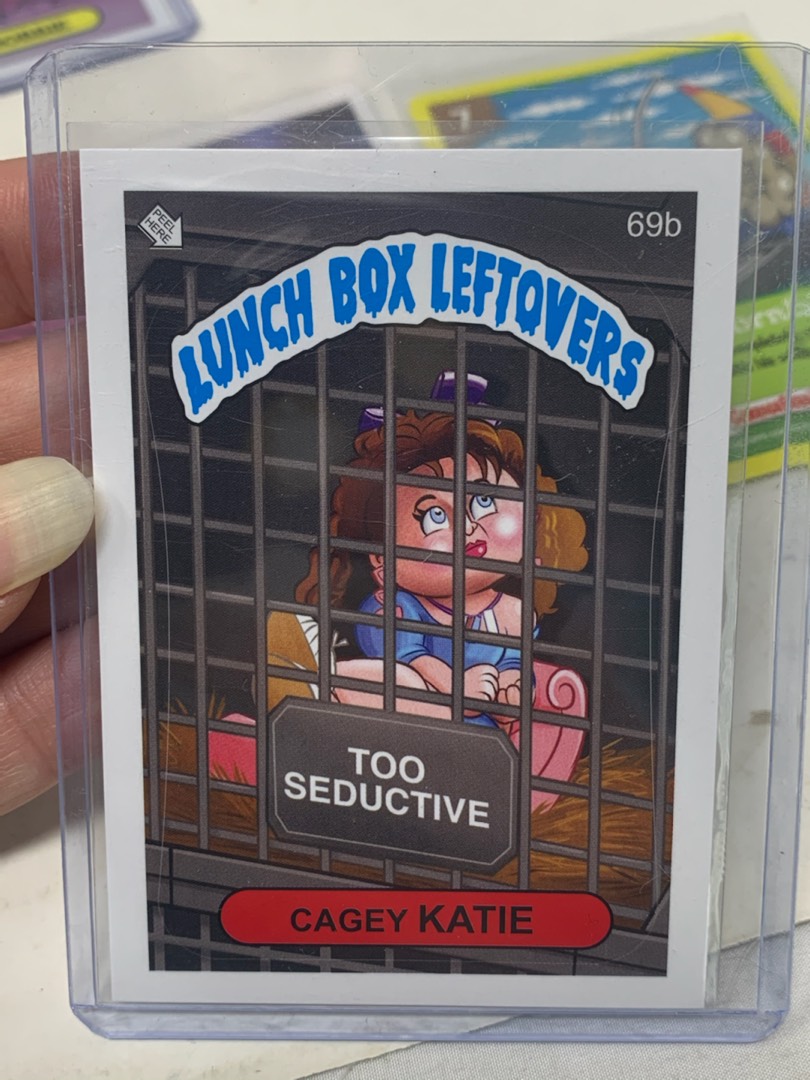 PEEL
HERE
69b
LUNCH BOX LEFTOVERS
TOO
SEDUCTIVE
CAGEY KATIE